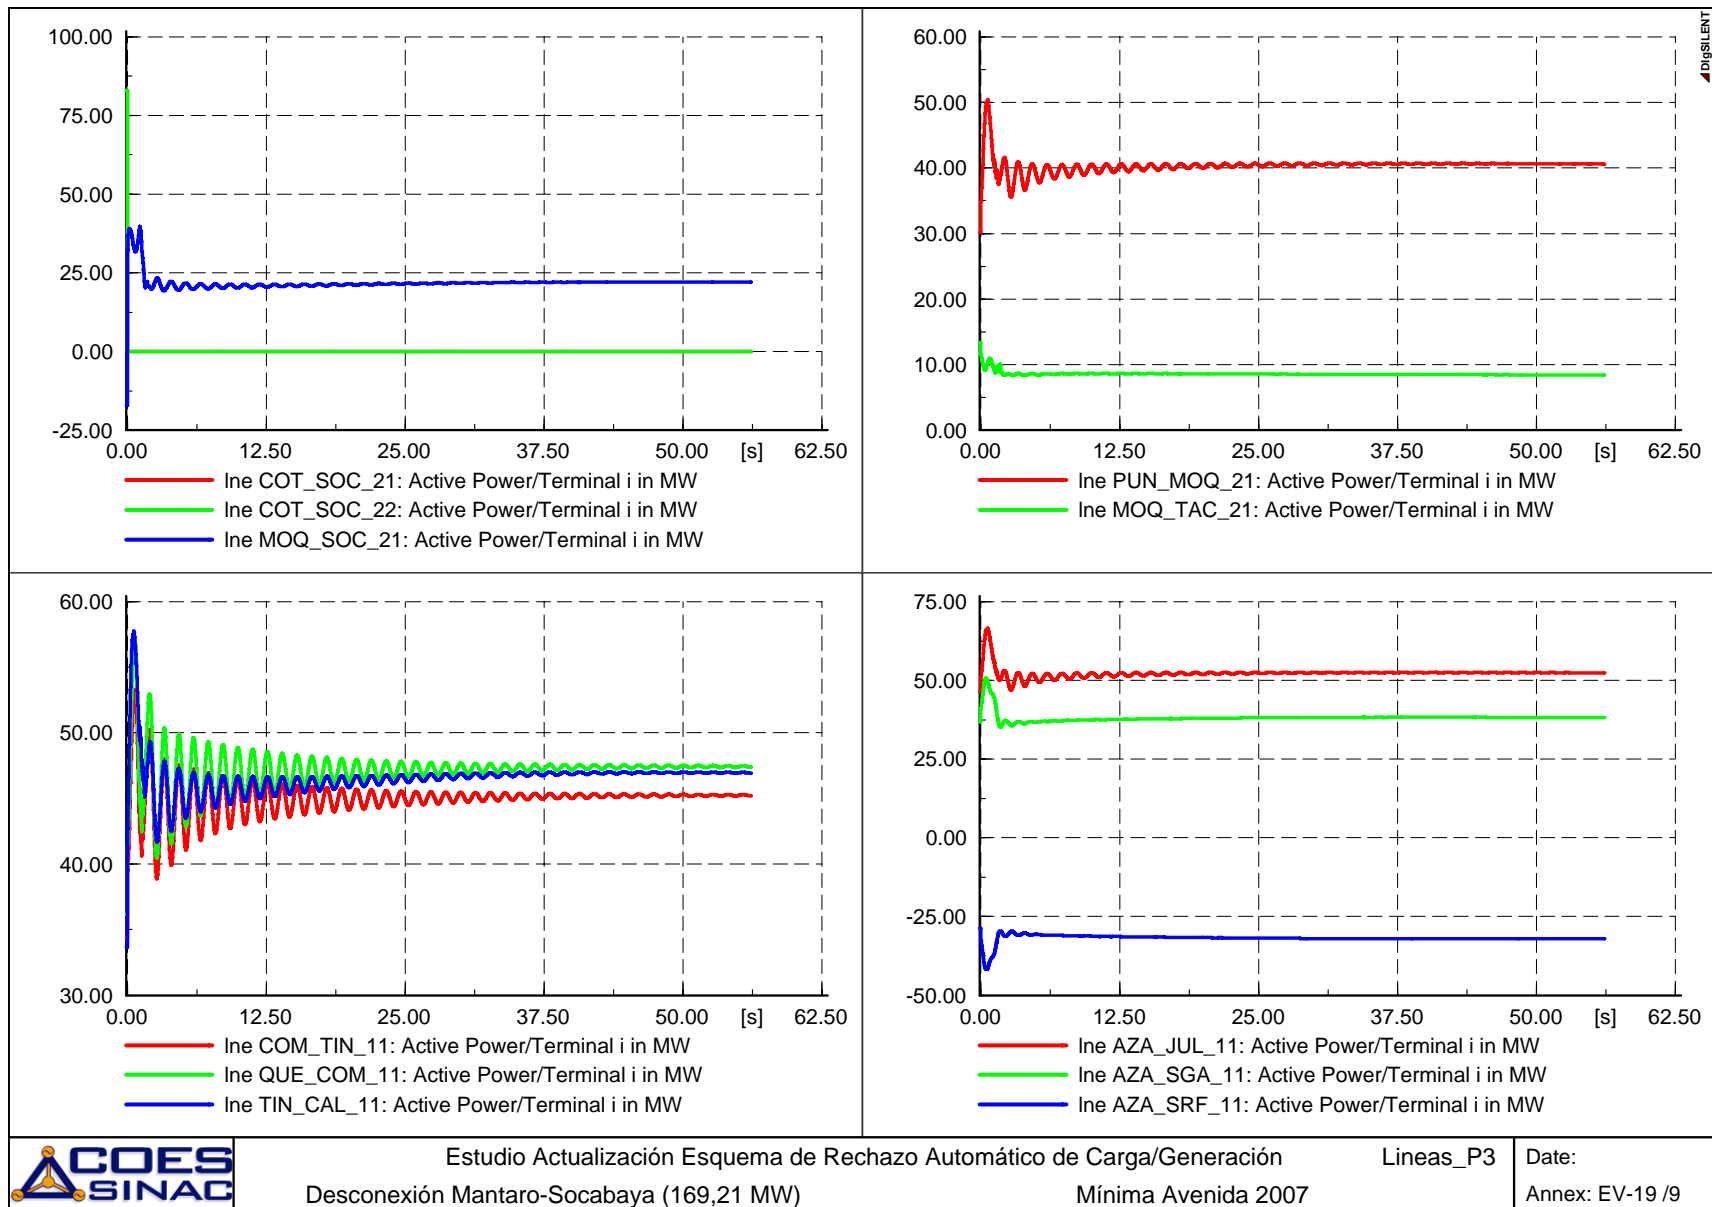 DIgSILENT
100.00
75.00
50.00
25.00
0.00
-25.00
0.00 12.50 25.00 37.50 50.00 [s] 62.50
lne COT_SOC_21: Active Power/Terminal i in MW
lne COT_SOC_22: Active Power/Terminal i in MW
lne MOQ_SOC_21: Active Power/Terminal i in MW
60.00
50.00
40.00
30.00
20.00
10.00
0.00
0.00 12.50 25.00 37.50 50.00 [s] 62.50
lne PUN_MOQ_21: Active Power/Terminal i in MW
lne MOQ_TAC_21: Active Power/Terminal i in MW
60.00
50.00
40.00
30.00
0.00 12.50 25.00 37.50 50.00 [s] 62.50
lne COM_TIN_11: Active Power/Terminal i in MW
lne QUE_COM_11: Active Power/Terminal i in MW
lne TIN_CAL_11: Active Power/Terminal i in MW
75.00
50.00
25.00
0.00
-25.00
-50.00
0.00 12.50 25.00 37.50 50.00 [s] 62.50
lne AZA_JUL_11: Active Power/Terminal i in MW
lne AZA_SGA_11: Active Power/Terminal i in MW
lne AZA_SRF_11: Active Power/Terminal i in MW
COES
SINAC
Estudio Actualización Esquema de Rechazo Automático de Carga/Generación
Desconexión Mantaro-Socabaya (169,21 MW)
Mínima Avenida 2007
Lineas_P3
Date:
Annex: EV-19 /9